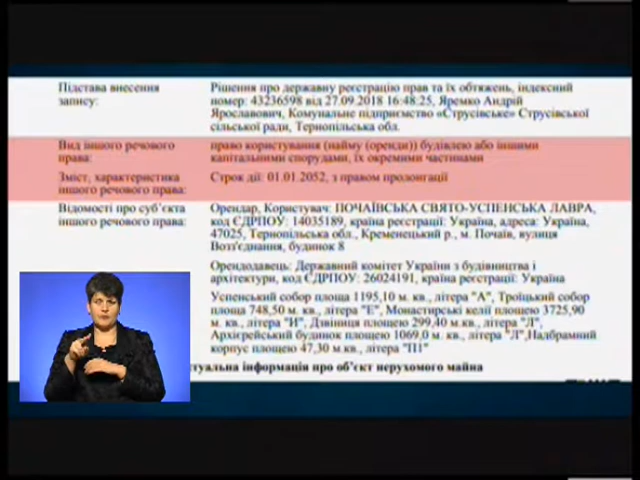 Підстава внесення запису:
Рішення про державну реєстрацію прав та їх обтяжень, індексний
номер: 43236598 від 27.09.2018 16:48:25, Яремко Андрій
Ярославович, Комунальне підприємство «Струсівське» Струсівської
сільської ради, Тернопільська обл.
Вид іншого речового права:
право користування (найму (оренди)) будівлею або іншими
капітальними спорудами, їх окремими частинами
Зміст, характеристика
іншого речового права:
Строк дії: 01.01.2052, з правом пролонгації
Відомості про суб'єкта
іншого речового права:
Орендар, Користувач: ПОЧАЇВСЬКА СВЯТО-УСПЕНСЬКА ЛАВРА,
код ЄДРПОУ: 14035189, країна реєстрації: Україна, адреса: Україна,
47025, Тернопільська обл., Кременецький р., м. Почаїв, вулиця
Возз'єднання, будинок 8
Орендодавець: Державний комітет України з будівництва і
архітектури, код ЄДРПОУ: 26024191, країна реєстрації: Україна
Успенський собор площа 1195,10 м. кв., літера "А", Троїцький собор
площа 748,50 м. кв., літера "Е", Монастирські келії площею 3725,90
м. кв., літера "И", Дзвіниця площею 299,40 м.кв., літера "Л",
Архієрейський будинок площею 1069,0 м. кв., літера "Л",Надбрамний
корпус площею 47,30 м. кв., літера "П1"
туальна інформація про об'єкт нерухомого майна